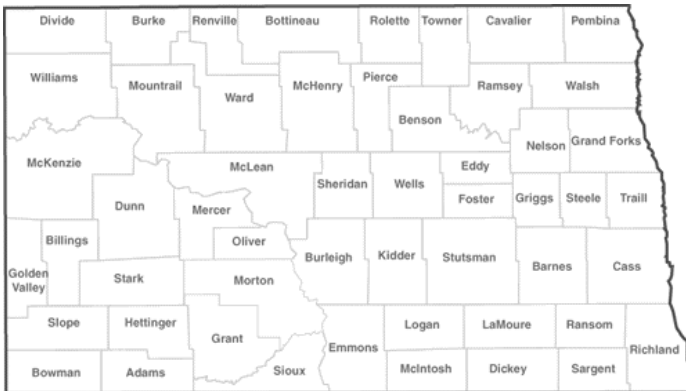 Divide
Burke
Renville
Bottineau
Rolette
Towner
Cavalier
Pembina
Williams
Mountrail
Ward
McHenry
Pierce
Benson
Ramsey
Walsh
McKenzie
McLean
Sheridan
Wells
Eddy
Foster
Nelson
Grand Forks
Dunn
Mercer
Oliver
Griggs
Steele
Traill
Billings
Golden
Valley
Stark
Morton
Burleigh
Kidder
Stutsman
Barnes
Cass
Slope
Hettinger
Grant
Emmons
Logan
LaMoure
Ransom
Richland
Bowman
Adams
Sioux
McIntosh
Dickey
Sargent